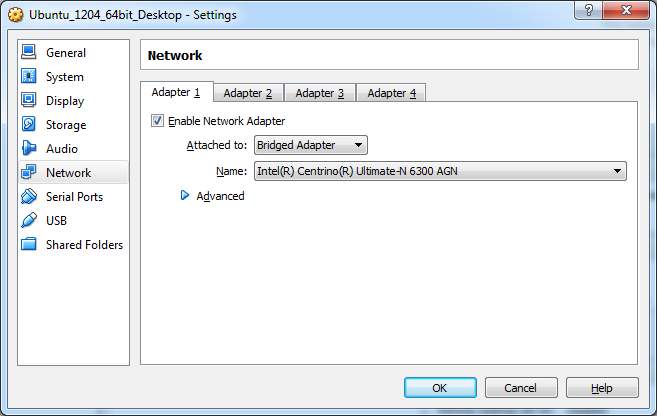 Ubuntu_1204_64bit_Desktop - Settings
General
System
Display
Storage
Audio
Network
Serial Ports
USB
Shared Folders
Network
Adapter 1 Adapter 2 Adapter 3 Adapter 4
Enable Network Adapter
Attached to: Bridged Adapter
Name: Intel(R) Centrino(R) Ultimate-N 6300 AGN
Advanced
OK Cancel Help